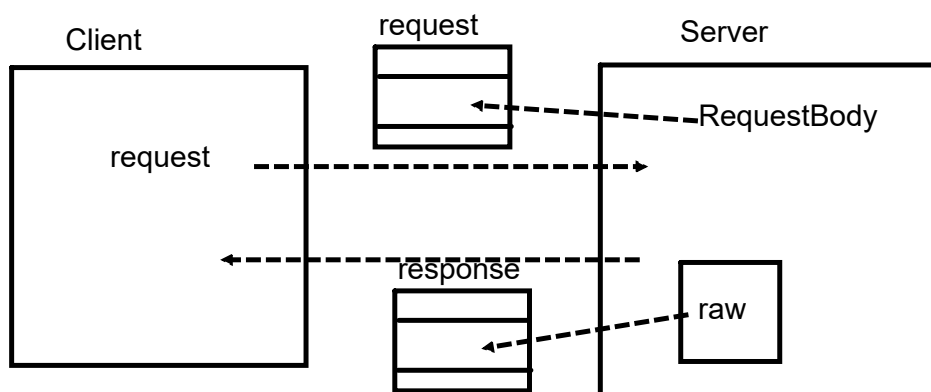 Client
request
Server
RequestBody
request
response
raw